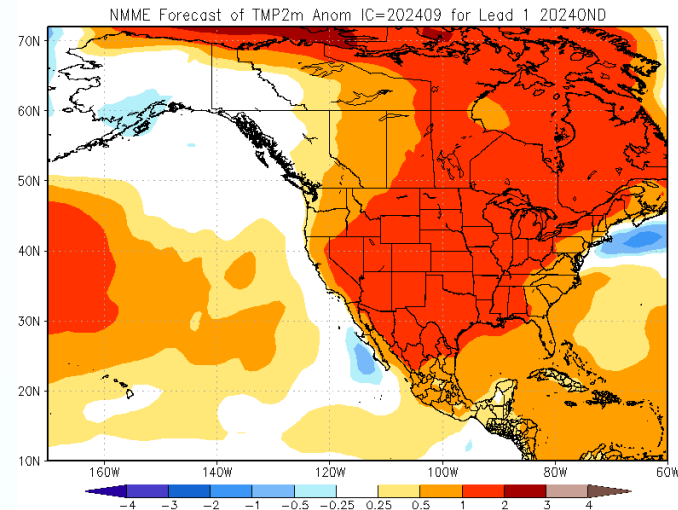 NMME Forecast of TMP2m Anom IC=202409 for Lead 1 2024OND
70N
60N
50N
40N
30N
20N
10N
160W 140W 120W 100W 80W 60W
-4 -3 -2 -1 -0.5 -0.25 0.25 0.5 1 2 3 4